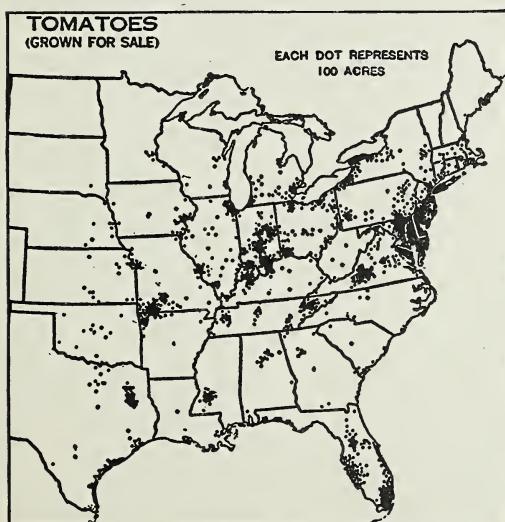 TOMATOES
(GROWN FOR SALE)
EACH DOT REPRESENTS
100 ACRES